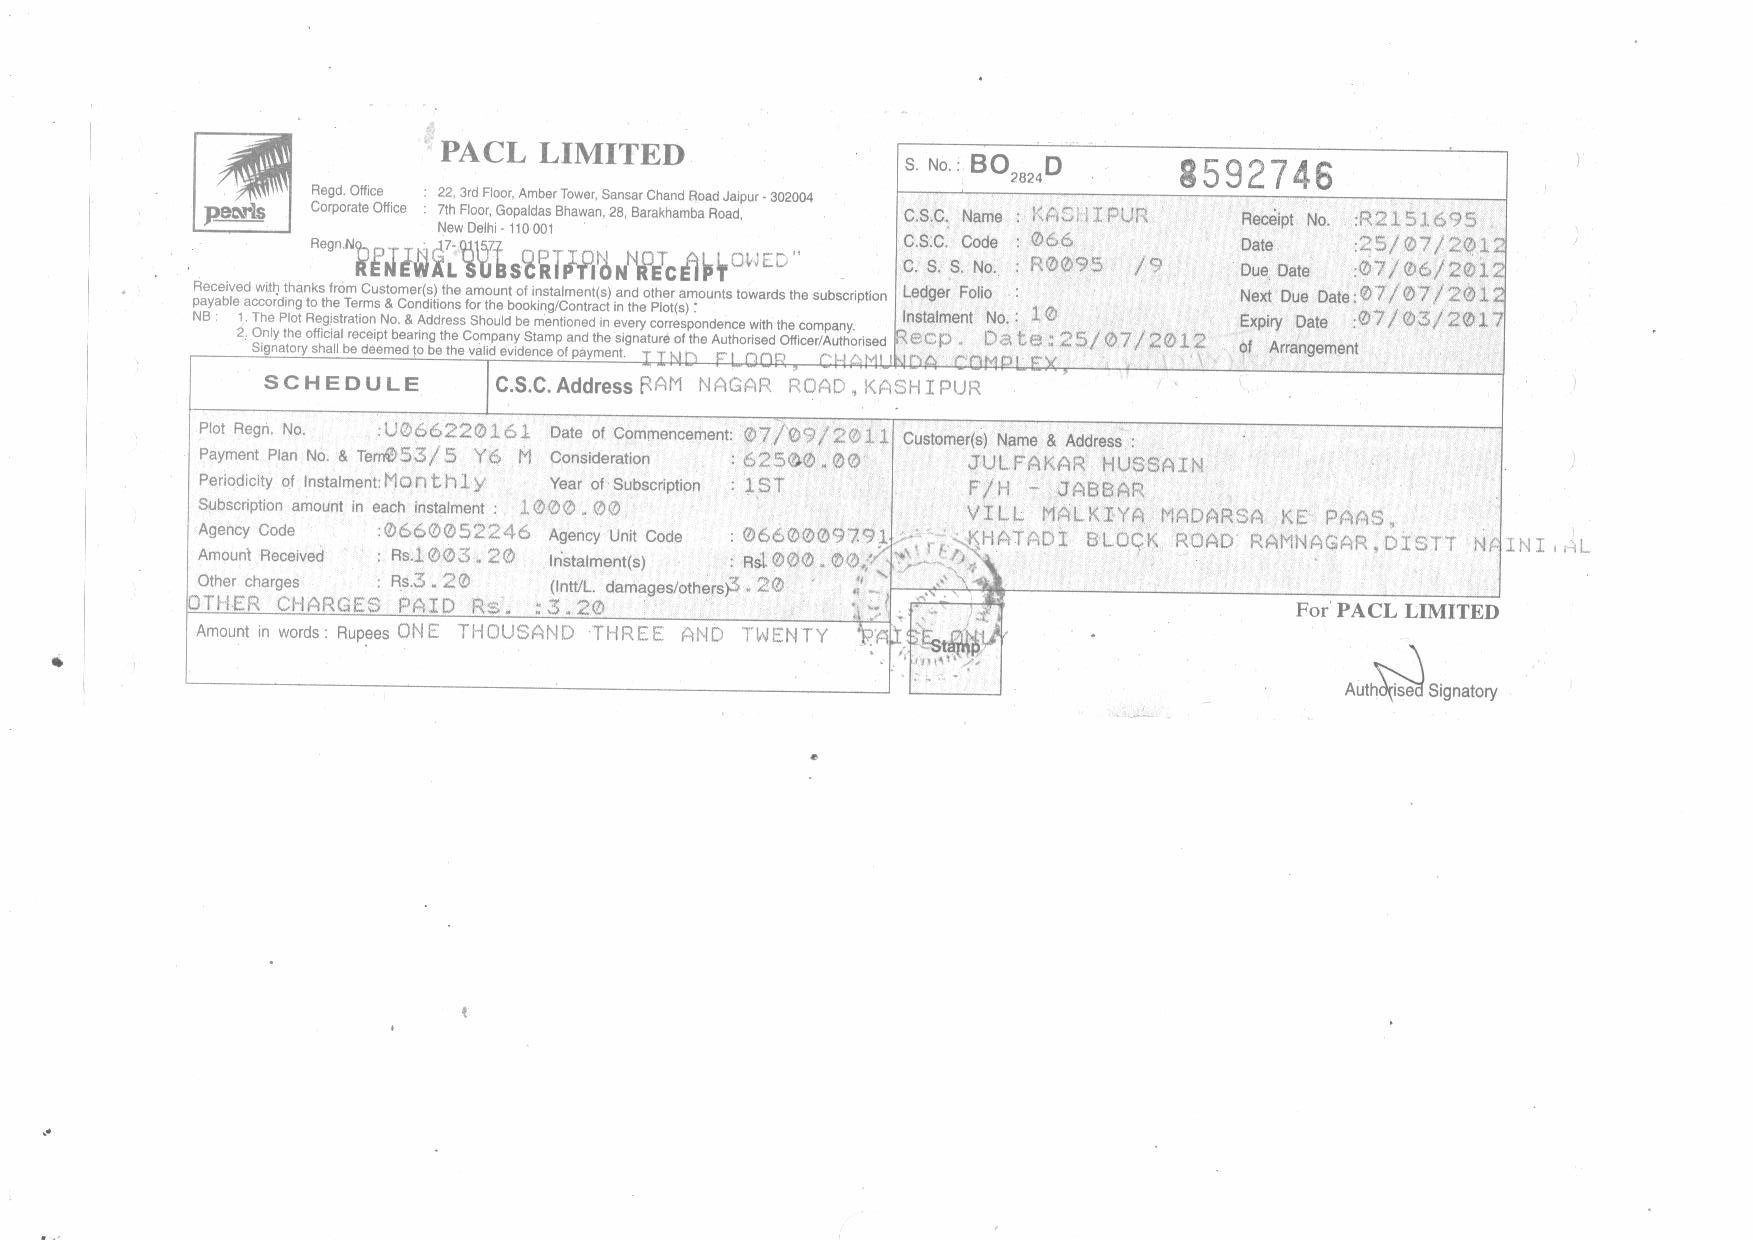 PACL LIMITED
pearls
Regd. Office : 22, 3rd Floor, Amber Tower, Sansar Chand Road Jaipur - 302004
Corporate Office : 7th Floor, Gopaldas Bhawan, 28, Barakhamba Road,
New Delhi - 110 001
Regn.No. : 17- 011577
OPTING OUT OPTION NOT ALLOWED"
RENEWAL SUBSCRIPTION RECEIPT
Received with thanks from Customer(s) the amount of instalment(s) and other amounts towards the subscription
payable according to the Terms & Conditions for the booking/Contract in the Plot(s) :
NB : 1. The Plot Registration No. & Address Should be mentioned in every correspondence with the company.
2. Only the official receipt bearing the Company Stamp and the signature of the Authorised Officer/Authorised
Signatory shall be deemed to be the valid evidence of payment.
S. No. : BO 2824 D 8592746
C.S.C. Name : KASHIPUR Receipt No. :R2151695
C.S.C. Code : 066 Date :25/07/2012
C. S. S. No. : R0095 /9 Due Date :07/06/2012
Ledger Folio : Next Due Date:07/07/2012
Instalment No. : 10 Expiry Date :07/03/2017
Recp. Date:25/07/2012 of Arrangement
IIND FLOOR, CHAMUNDA COMPLEX,
SCHEDULE C.S.C. Address RAM NAGAR ROAD,KASHIPUR
Plot Regn. No. :U066220161 Date of Commencement: 07/09/2011
Payment Plan No. & Term 053/5 Y6 M Consideration : 62500.00
Periodicity of Instalment:Monthly Year of Subscription : 1ST
Subscription amount in each instalment : 1000.00
Agency Code :0660052246 Agency Unit Code : 0660009791
Amount Received : Rs.1003.20 Instalment(s) : Rs.1000.00
Other charges : Rs.3.20 (Intt/L. damages/others)3.20
OTHER CHARGES PAID Rs. :3.20
Amount in words : Rupees ONE THOUSAND THREE AND TWENTY PAISE ONLY
Customer(s) Name & Address :
JULFAKAR HUSSAIN
F/H - JABBAR
VILL MALKIYA MADARSA KE PAAS,
KHATADI BLOCK ROAD RAMNAGAR,DISTT
Stamp
For PACL LIMITED
Authorised Signatory